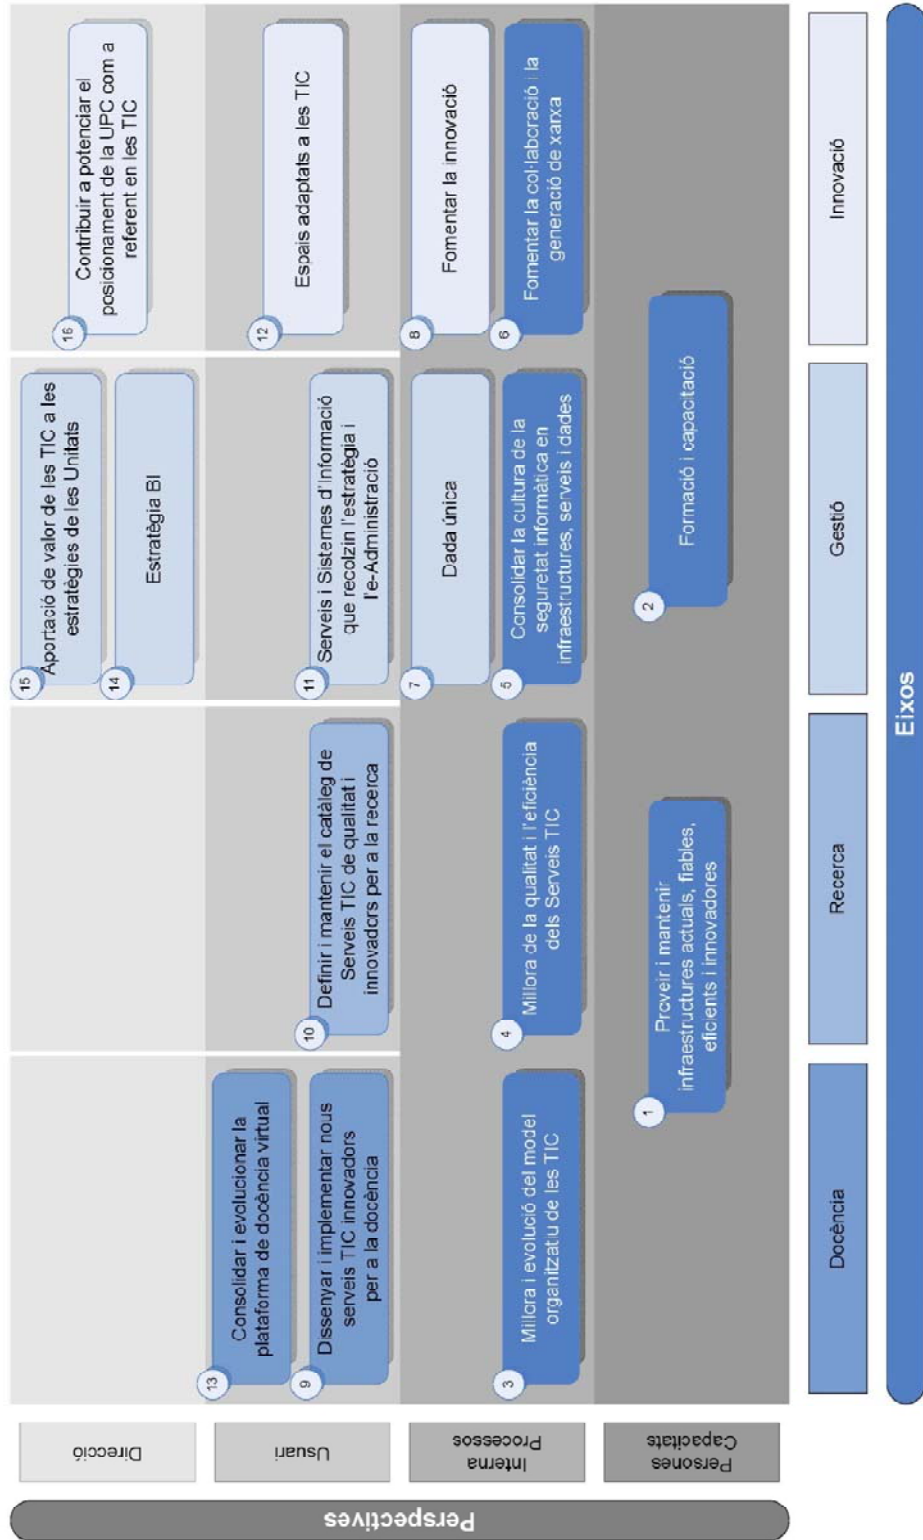 Perspectives
Direcció
Usuari
Interna
Processos
Persones
Capacitats
15
Aportació de valor de les TIC a les
estratègies de les Unitats
16
Contribuir a potenciar el
posicionament de la UPC com a
referent en les TIC
14
Estratègia BI
13
Consolidar i evolucionar la
plataforma de docència virtual
12
Espais adaptats a les TIC
9
Dissenyar i implementar nous
serveis TIC innovadors
per a la docència
10
Definir i mantenir el catàleg de
Serveis TIC de qualitat i
innovadors per a la recerca
11
Serveis i Sistemes d'Informació
que recolzin l'estratègia i
l'e-Administració
7
Dada única
8
Fomentar la innovació
3
Millora i evolució del model
organitzatiu de les TIC
4
Millora de la qualitat i l'eficiència
dels Serveis TIC
5
Consolidar la cultura de la
seguretat informàtica en
infraestructures, serveis i dades
6
Fomentar la col·laboració i la
generació de xarxa
1
Proveir i mantenir
infraestructures actuals, fiables,
eficients i innovadores
2
Formació i capacitació
Docència
Recerca
Gestió
Innovació
Eixos